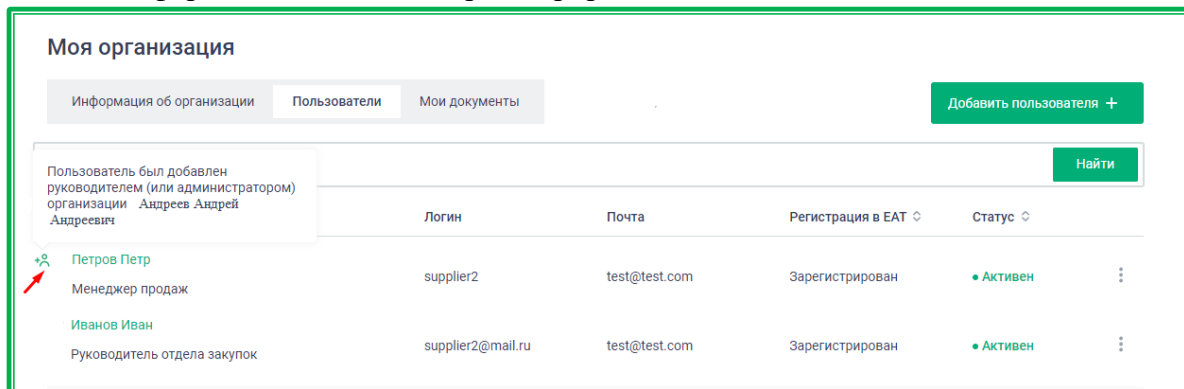 Моя организация
Информация об организации Пользователи Мои документы Добавить пользователя +
Найти
Пользователь был добавлен
руководителем (или администратором)
организации Андреев Андрей
Андреевич
Логин Почта Регистрация в ЕАТ Статус
Петров Петр
Менеджер продаж
supplier2 test@test.com Зарегистрирован Активен
Иванов Иван
Руководитель отдела закупок
supplier2@mail.ru test@test.com Зарегистрирован Активен